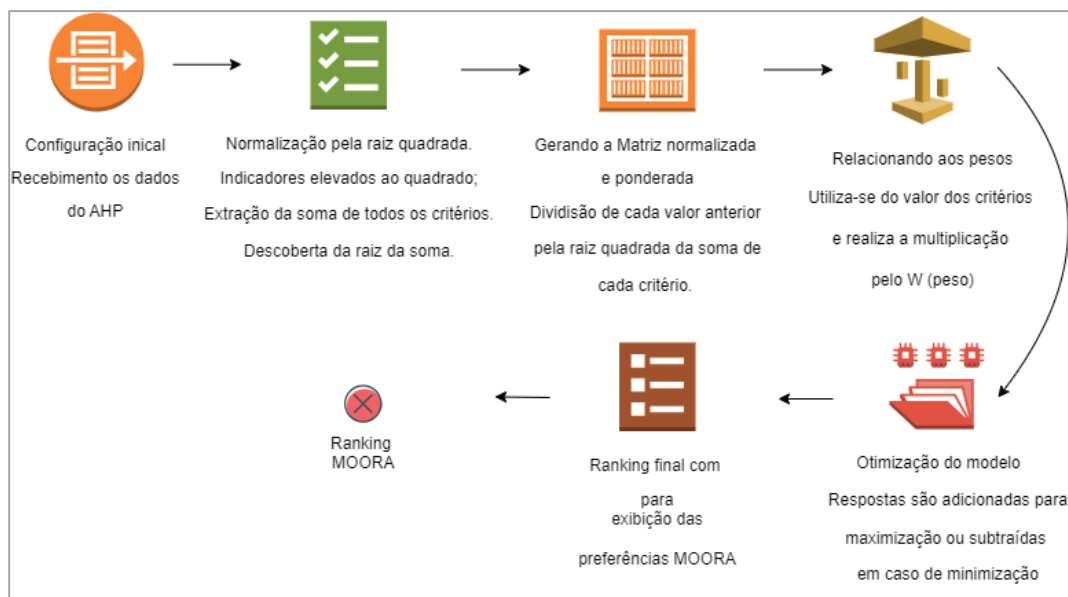 Configuração inical
Recebimento os dados
do AHP
Normalização pela raiz quadrada.
Indicadores elevados ao quadrado;
Extração da soma de todos os critérios.
Descoberta da raiz da soma.
Gerando a Matriz normalizada
e ponderada
Dividisão de cada valor anterior
pela raiz quadrada da soma de
cada critério.
Relacionando aos pesos
Utiliza-se do valor dos critérios
e realiza a multiplicação
pelo W (peso)
Otimização do modelo
Respostas são adicionadas para
maximização ou subtraídas
em caso de minimização
Ranking final com
para
exibição das
preferências MOORA
Ranking
MOORA